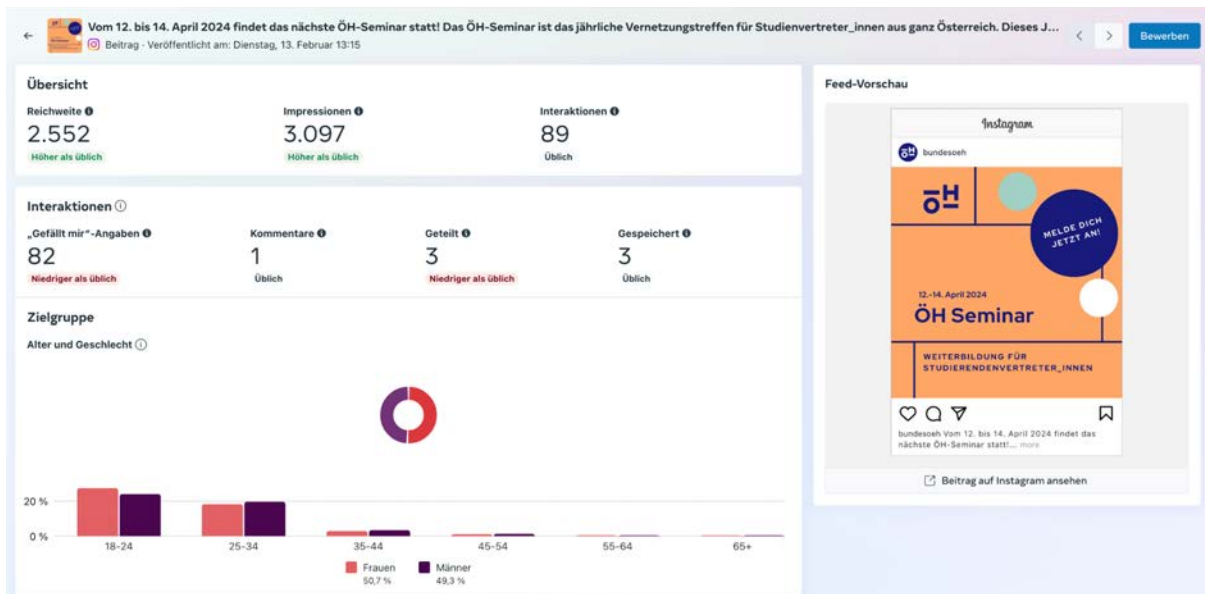 Vom 12. bis 14. April 2024 findet das nächste ÖH-Seminar statt! Das ÖH-Seminar ist das jährliche Vernetzungstreffen für Studienvertreter_innen aus ganz Österreich. Dieses J...
Beitrag · Veröffentlicht am: Dienstag, 13. Februar 13:15
Bewerben
Übersicht
Reichweite
Impressionen
Interaktionen
2.552
3.097
89
Höher als üblich
Höher als üblich
Üblich
Interaktionen
„Gefällt mir"-Angaben
Kommentare
Geteilt
Gespeichert
82
1
3
3
Niedriger als üblich
Üblich
Niedriger als üblich
Üblich
Zielgruppe
Alter und Geschlecht
20 %
0 %
18-24
25-34
35-44
45-54
55-64
65+
Frauen
50,7 %
Männer
49,3 %
Feed-Vorschau
Instagram
ÖH
bundesoeh
ÖH
MELDE DICH
JETZT AN!
12.-14. April 2024
ÖH Seminar
WEITERBILDUNG FÜR
STUDIERENDENVERTRETER_INNEN
bundesoeh Vom 12. bis 14. April 2024 findet das
nächste ÖH-Seminar statt!... more
Beitrag auf Instagram ansehen